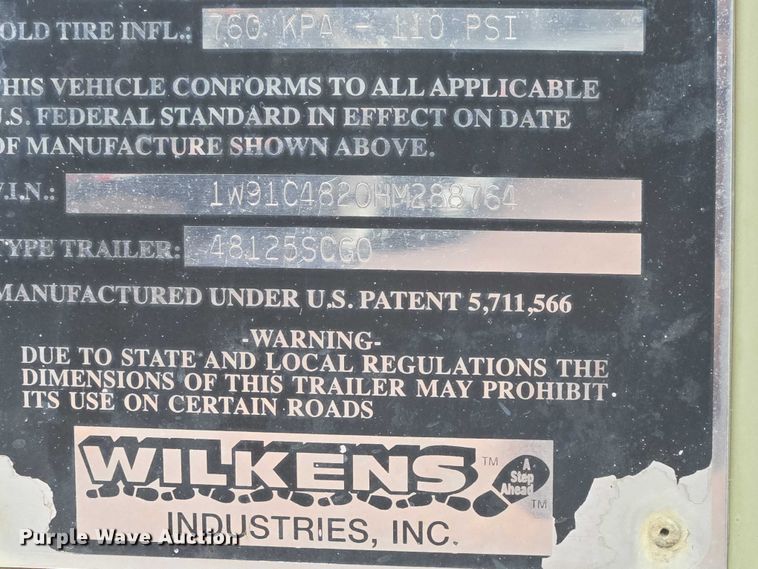 OLD TIRE INFL.: 760 KPA - 110 PSI
HIS VEHICLE CONFORMS TO ALL APPLICABLE
U.S. FEDERAL STANDARD IN EFFECT ON DATE
OF MANUFACTURE SHOWN ABOVE.
V.I.N.: 1W91C4820HM288764
TYPE TRAILER: 48125SCGO
MANUFACTURED UNDER U.S. PATENT 5,711,566
-WARNING-
DUE TO STATE AND LOCAL REGULATIONS THE
DIMENSIONS OF THIS TRAILER MAY PROHIBIT
ITS USE ON CERTAIN ROADS
WILKENS TM A Step Ahead TM
INDUSTRIES, INC.
Purple Wave Auction